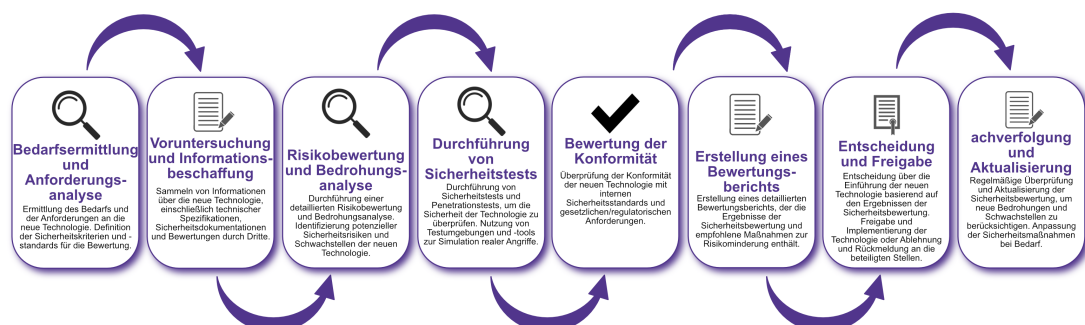 Bedarfsermittlung
und
Anforderungs-
analyse
Ermittlung des Bedarfs und
der Anforderungen an die
neue Technologie. Definition
der Sicherheitskriterien und -
standards für die Bewertung.
Voruntersuchung
und Informations-
beschaffung
Sammeln von Informationen
über die neue Technologie,
einschließlich technischer
Spezifikationen,
Sicherheitsdokumentationen
und Bewertungen durch Dritte.
Risikobewertung
und Bedrohungs-
analyse
Durchführung einer
detaillierten Risikobewertung
und Bedrohungsanalyse.
Identifizierung potenzieller
Sicherheitsrisiken und
Schwachstellen der neuen
Technologie.
Durchführung
von
Sicherheitstests
Durchführung von
Sicherheitstests und
Penetrationstests, um die
Sicherheit der Technologie zu
überprüfen. Nutzung von
Testumgebungen und -tools
zur Simulation realer Angriffe.
Bewertung der
Konformität
Überprüfung der Konformität
der neuen Technologie mit
internen
Sicherheitsstandards und
gesetzlichen/regulatorischen
Anforderungen.
Erstellung eines
Bewertungs-
berichts
Erstellung eines detaillierten
Bewertungsberichts, der die
Ergebnisse der
Sicherheitsbewertung und
empfohlene Maßnahmen zur
Risikominderung enthält.
Entscheidung
und Freigabe
Entscheidung über die
Einführung der neuen
Technologie basierend auf
den Ergebnissen der
Sicherheitsbewertung.
Freigabe und
Implementierung der
Technologie oder Ablehnung
und Rückmeldung an die
beteiligten Stellen.
achverfolgung
und
Aktualisierung
Regelmäßige Überprüfung
und Aktualisierung der
Sicherheitsbewertung, um
neue Bedrohungen und
Schwachstellen zu
berücksichtigen. Anpassung
der Sicherheitsmaßnahmen
bei Bedarf.